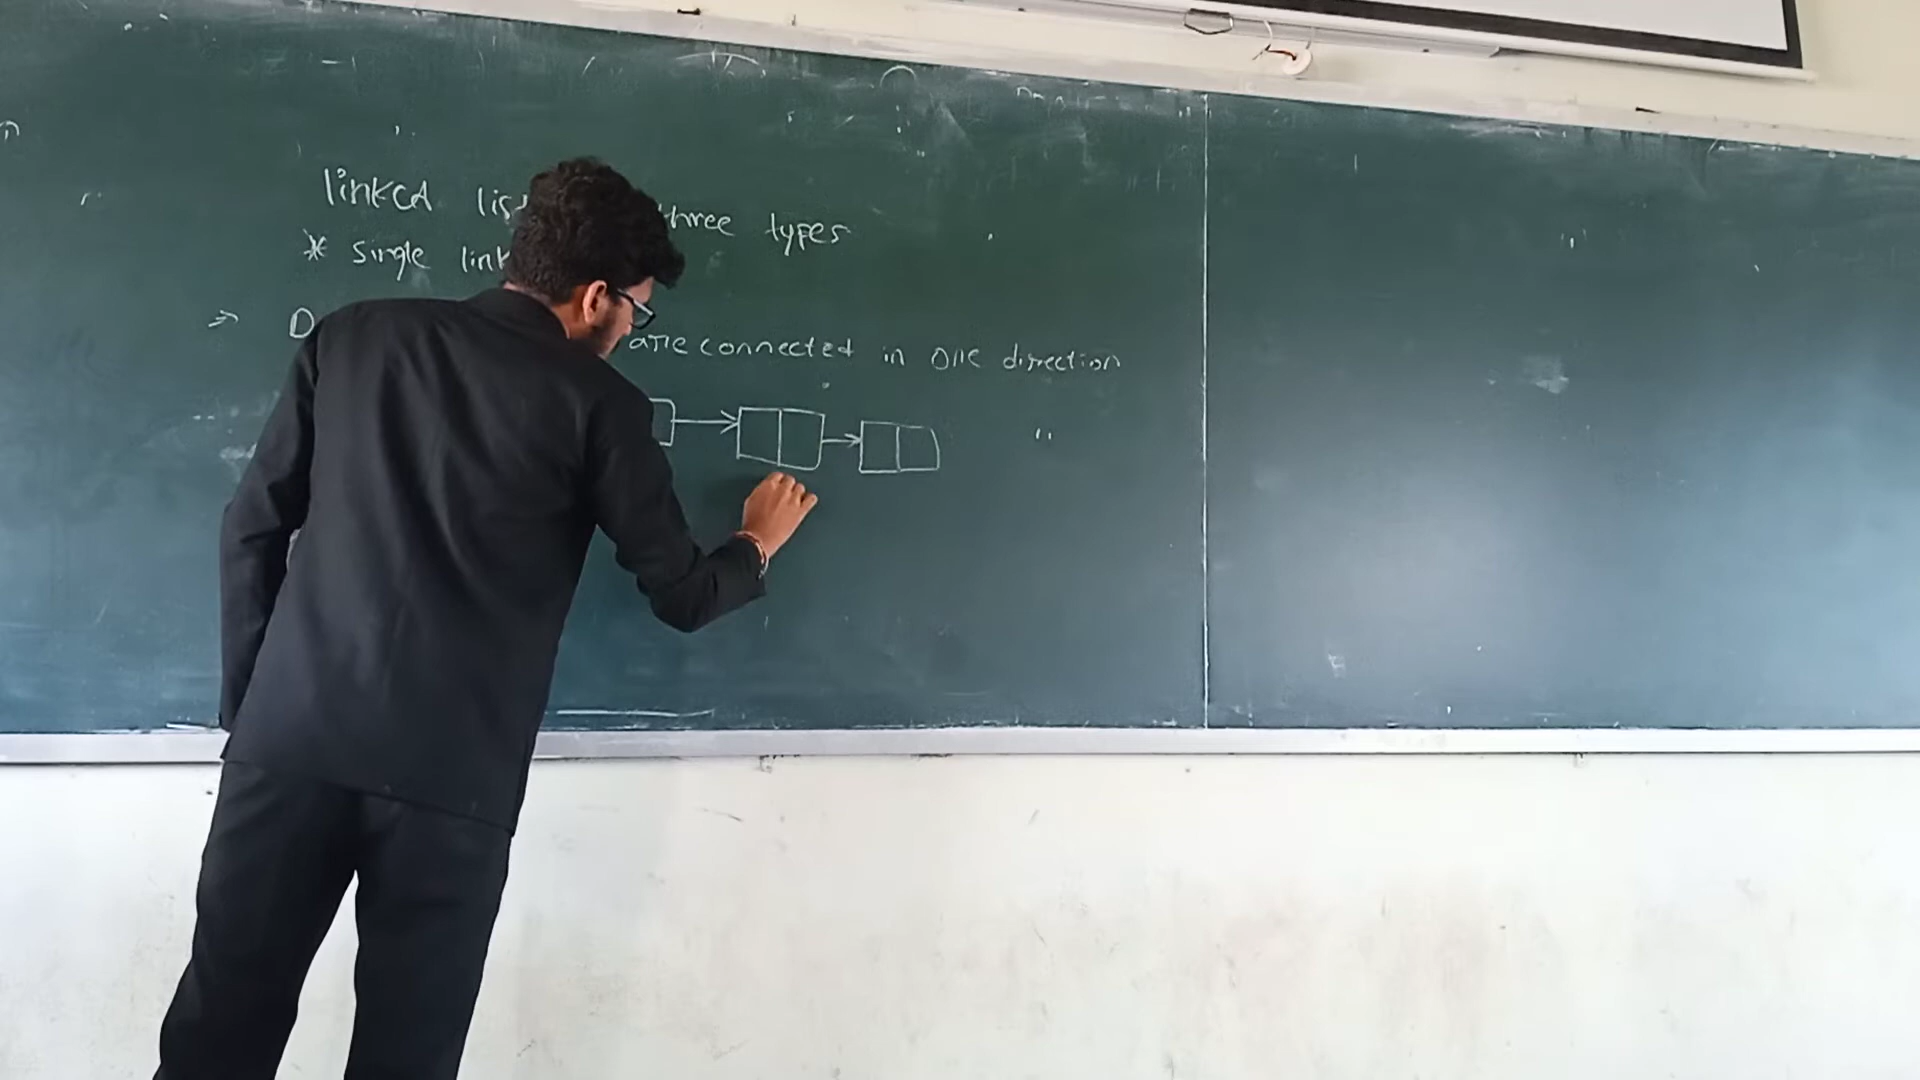 linked list three types
* single link
⇒ D are connected in one direction